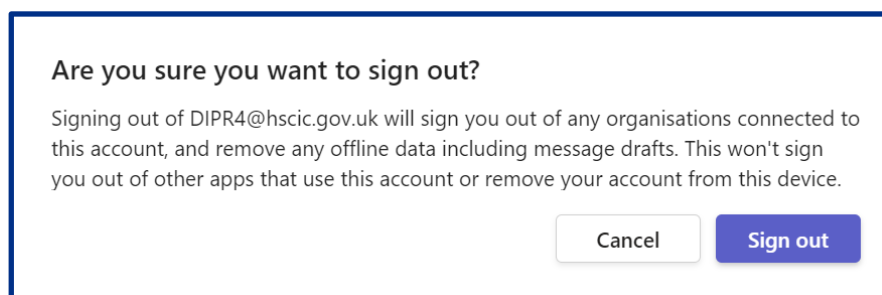 Are you sure you want to sign out?
Signing out of DIPR4@hscic.gov.uk will sign you out of any organisations connected to
this account, and remove any offline data including message drafts. This won't sign
you out of other apps that use this account or remove your account from this device.
Cancel
Sign out